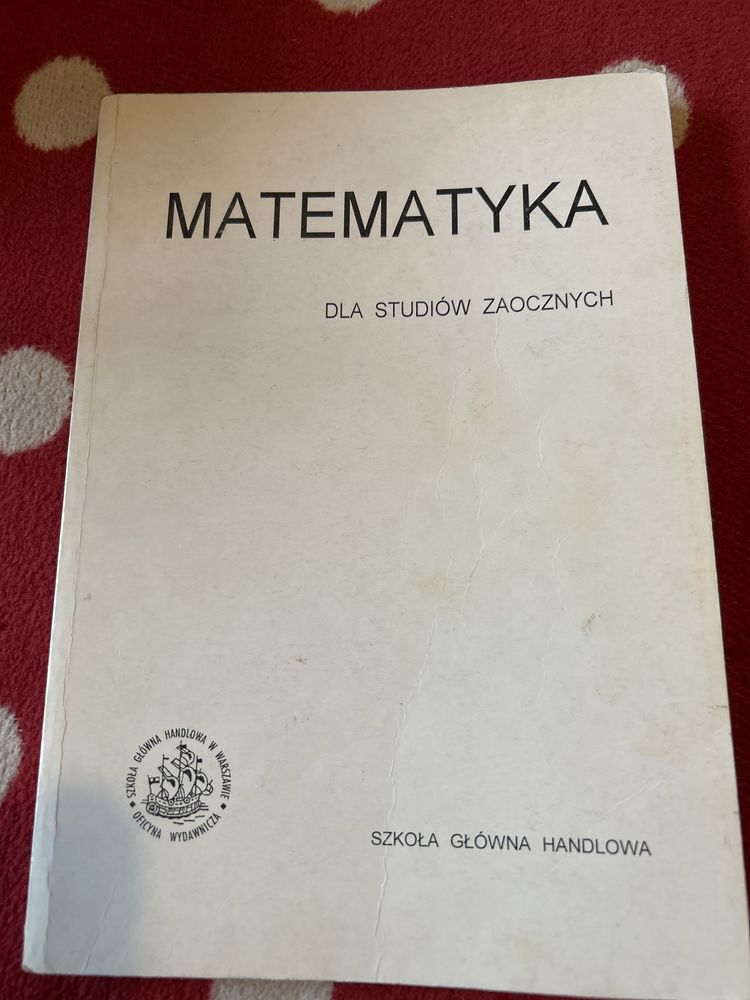 MATEMATYKA
DLA STUDIÓW ZAOCZNYCH
SZKOŁA GŁÓWNA HANDLOWA W WARSZAWIE
OFICYNA WYDAWNICZA
SZKOŁA GŁÓWNA HANDLOWA